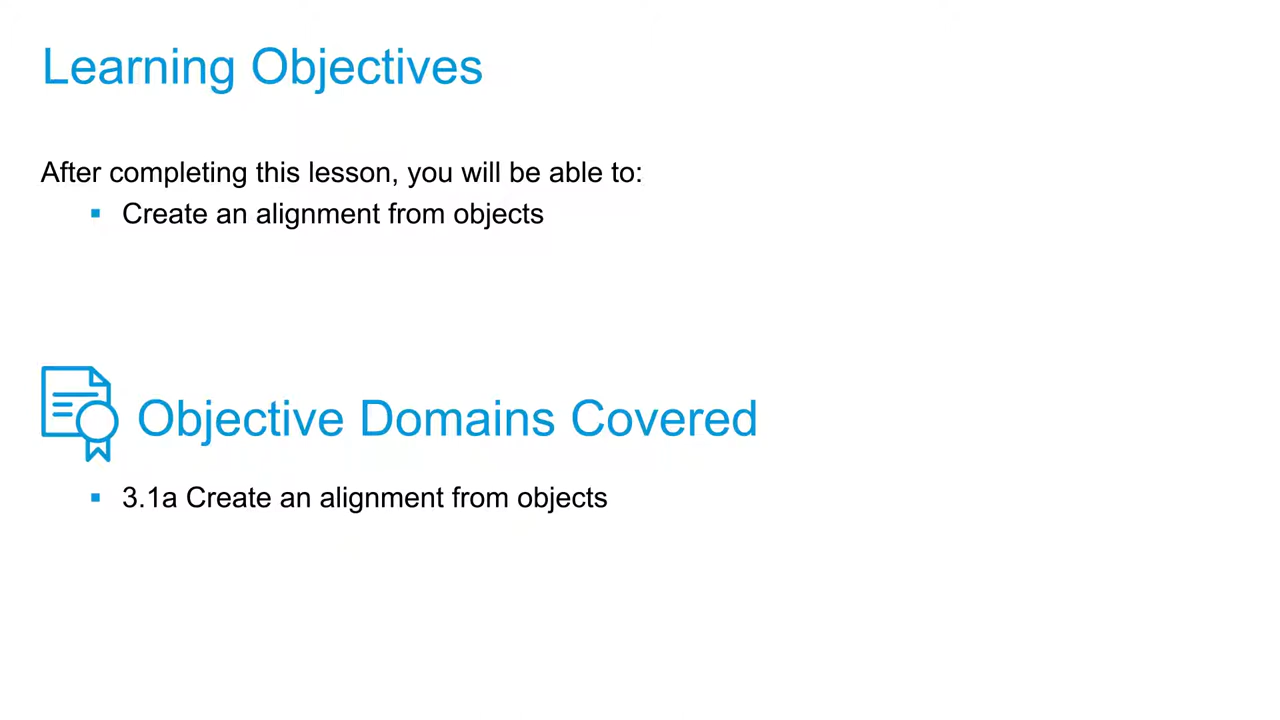 Learning Objectives
After completing this lesson, you will be able to:
▪ Create an alignment from objects
Objective Domains Covered
▪ 3.1a Create an alignment from objects